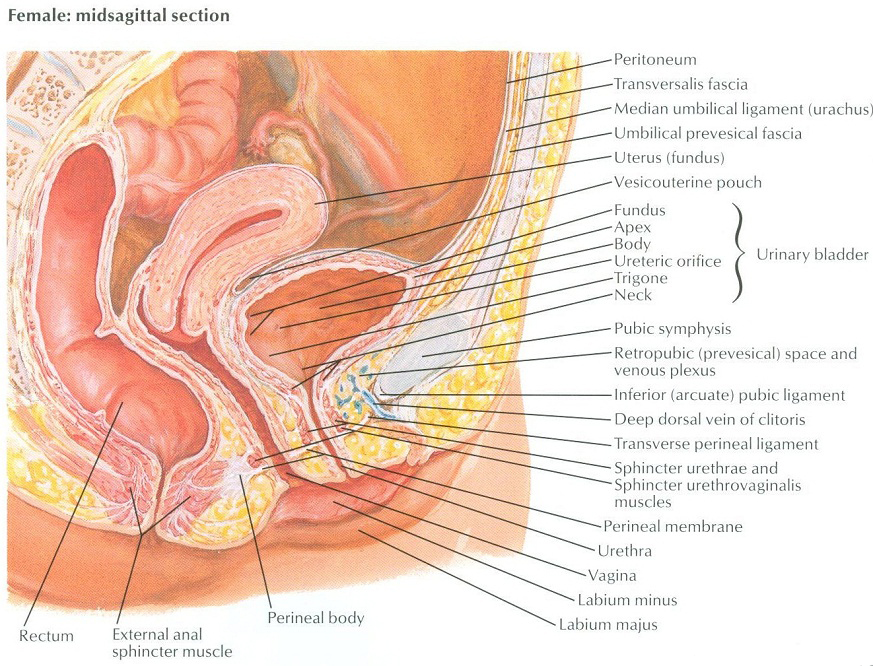 Female: midsagittal section
Peritoneum
Transversalis fascia
Median umbilical ligament (urachus)
Umbilical prevesical fascia
Uterus (fundus)
Vesicouterine pouch
Fundus
Apex
Body
Ureteric orifice
Trigone
Neck
Urinary bladder
Pubic symphysis
Retropubic (prevesical) space and
venous plexus
Inferior (arcuate) pubic ligament
Deep dorsal vein of clitoris
Transverse perineal ligament
Sphincter urethrae and
Sphincter urethrovaginalis
muscles
Perineal membrane
Urethra
Vagina
Labium minus
Labium majus
Perineal body
External anal
sphincter muscle
Rectum